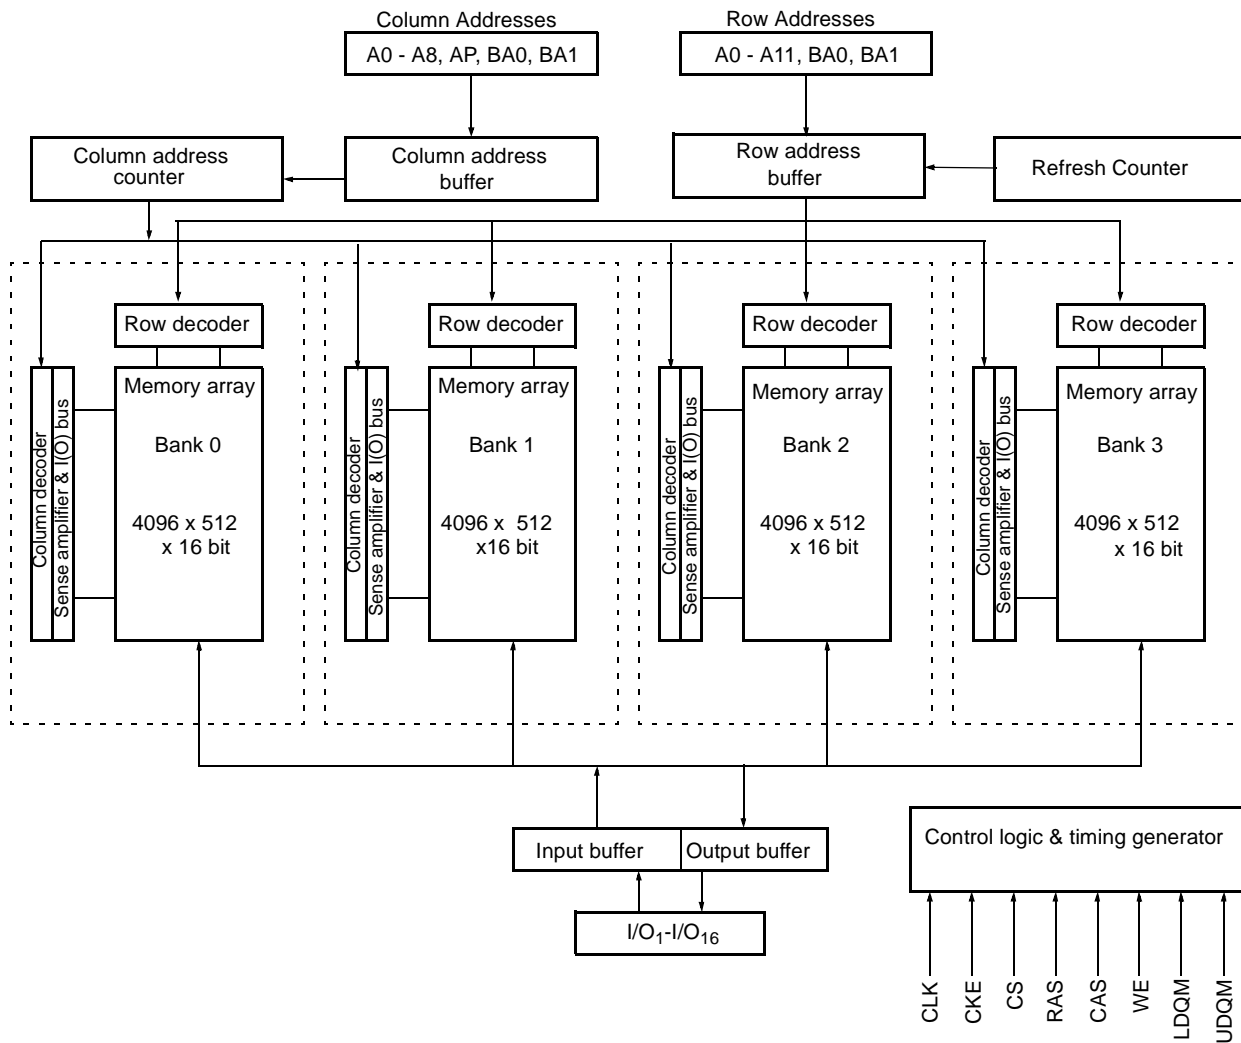 Column Addresses
Row Addresses
A0 - A8, AP, BA0, BA1
A0 - A11, BA0, BA1
Column address
counter
Column address
buffer
Row address
buffer
Refresh Counter
Row decoder
Row decoder
Row decoder
Row decoder
Column decoder
Sense amplifier & I(O) bus
Memory array
Bank 0
4096 x 512
x 16 bit
Column decoder
Sense amplifier & I(O) bus
Memory array
Bank 1
4096 x 512
x16 bit
Column decoder
Sense amplifier & I(O) bus
Memory array
Bank 2
4096 x 512
x 16 bit
Column decoder
Sense amplifier & I(O) bus
Memory array
Bank 3
4096 x 512
x 16 bit
Input buffer
Output buffer
I/O1-I/O16
Control logic & timing generator
CLK
CKE
CS
RAS
CAS
WE
LDQM
UDQM